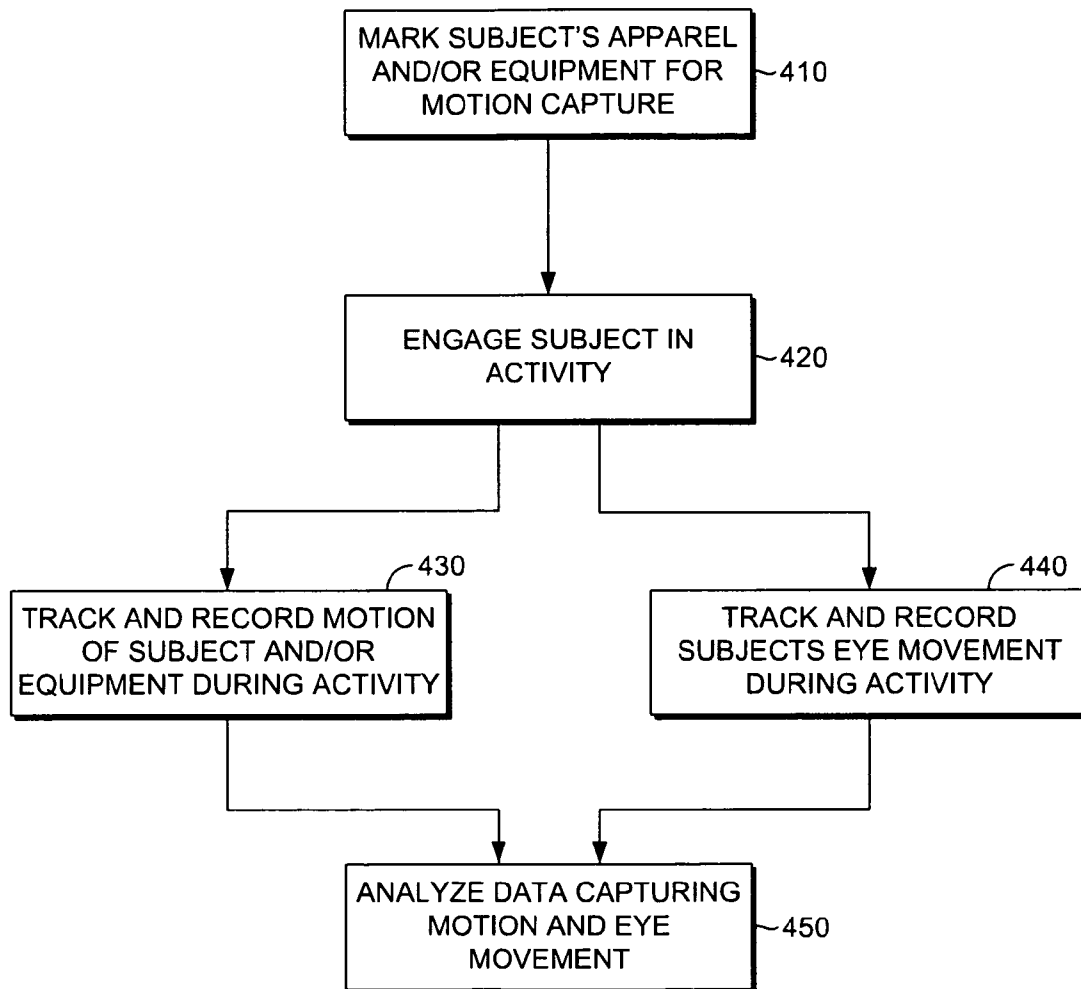 MARK SUBJECT'S APPAREL
AND/OR EQUIPMENT FOR
MOTION CAPTURE
410
ENGAGE SUBJECT IN
ACTIVITY
420
430
TRACK AND RECORD MOTION
OF SUBJECT AND/OR
EQUIPMENT DURING ACTIVITY
440
TRACK AND RECORD
SUBJECTS EYE MOVEMENT
DURING ACTIVITY
ANALYZE DATA CAPTURING
MOTION AND EYE
MOVEMENT
450